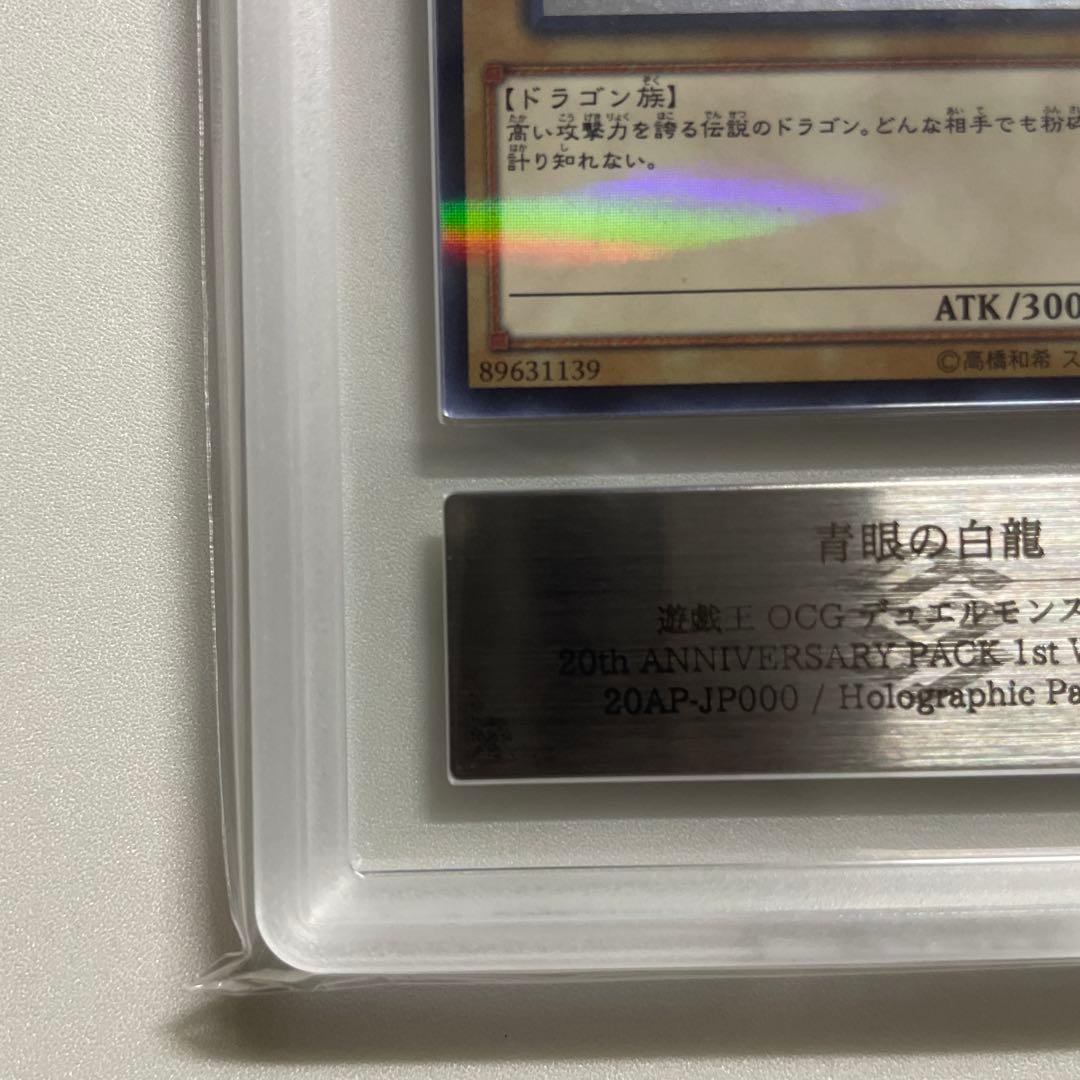 【ドラゴン族】
高い攻撃力を誇る伝説のドラゴン。どんな相手でも粉砕
計り知れない。
ATK/300
89631139
©高橋和希 ス
青眼の白龍
遊戯王 OCG デュエルモンス
20th ANNIVERSARY PACK 1st
20AP-JP000 / Holographic Pa